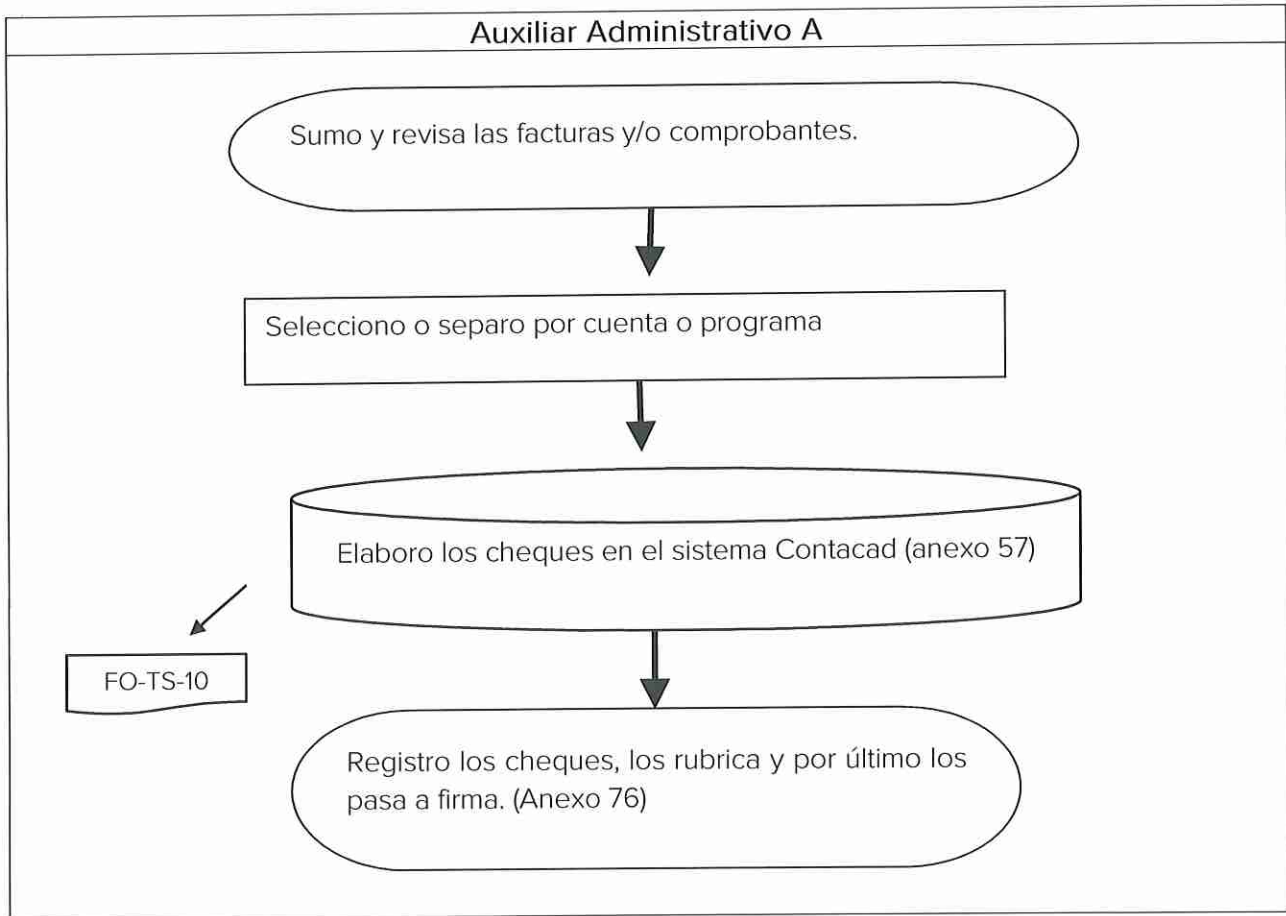 Auxiliar Administrativo A
Sumo y revisa las facturas y/o comprobantes.
Selecciono o separo por cuenta o programa
Elaboro los cheques en el sistema Contacad (anexo 57)
FO-TS-10
Registro los cheques, los rubrica y por último los
pasa a firma. (Anexo 76)